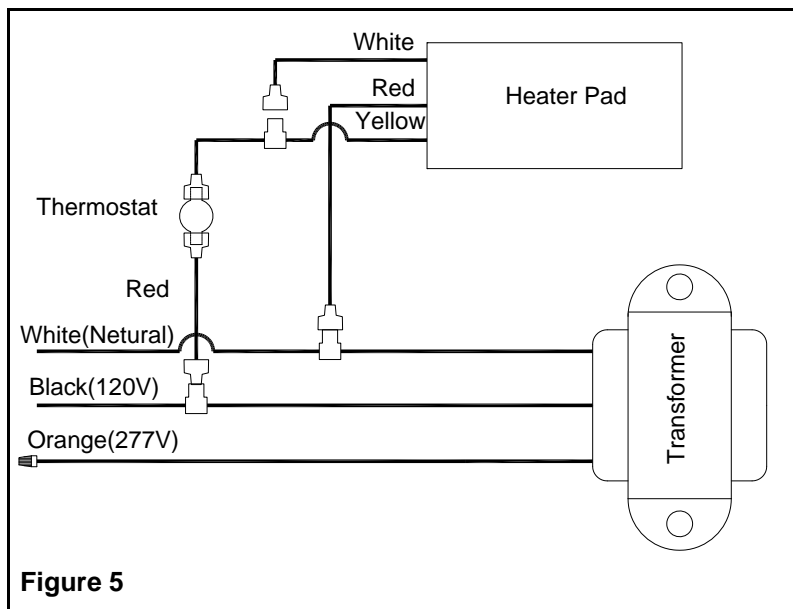 White
Red
Heater Pad
Yellow
Thermostat
Red
White(Netural)
Black(120V)
Transformer
Orange(277V)
Figure 5